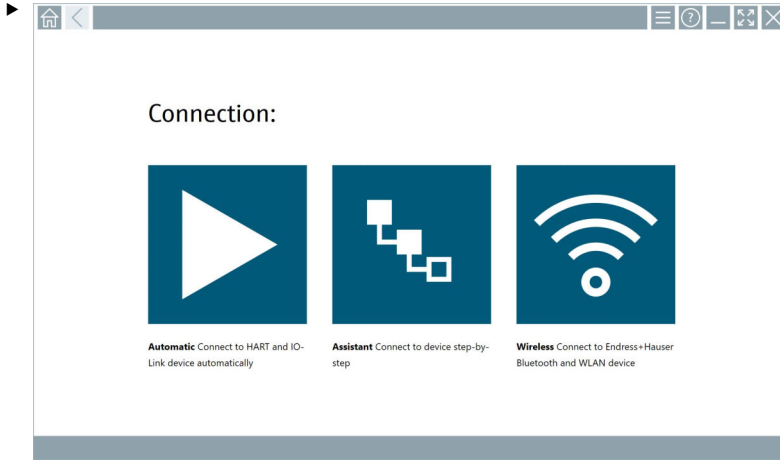 Connection:
Automatic Connect to HART and IO-
Link device automatically
Assistant Connect to device step-by-
step
Wireless Connect to Endress+Hauser
Bluetooth and WLAN device